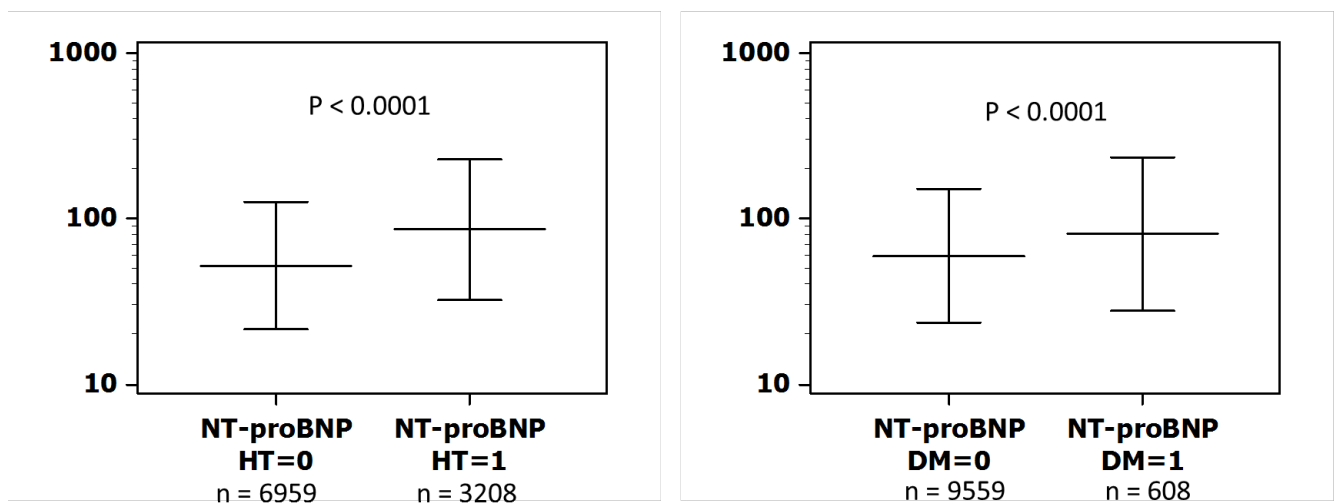 1000
P < 0.0001
100
10
NT-proBNP NT-proBNP
HT=0 HT=1
n = 6959 n = 3208
1000
P < 0.0001
100
10
NT-proBNP NT-proBNP
DM=0 DM=1
n = 9559 n = 608